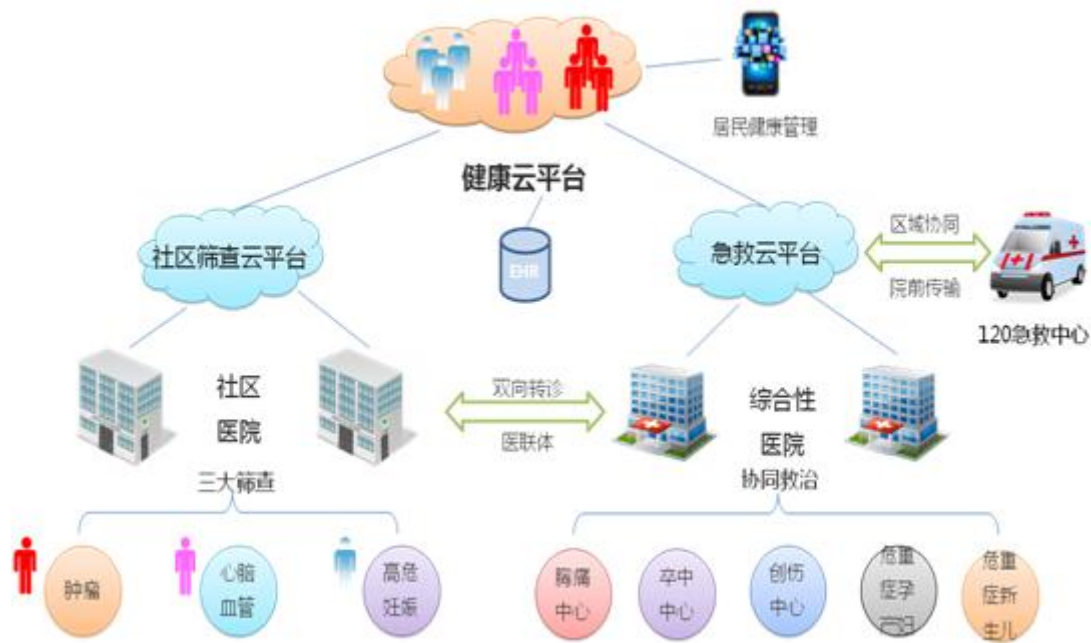 居民健康管理
健康云平台
社区筛查云平台
EHR
急救云平台
区域协同
院前传输
120急救中心
社区
医院
双向转诊
医联体
综合性
医院
三大筛查
协同救治
肿瘤
心脑
血管
高危
妊娠
胸痛
中心
卒中
中心
创伤
中心
危重
症孕
危重
症新
生儿